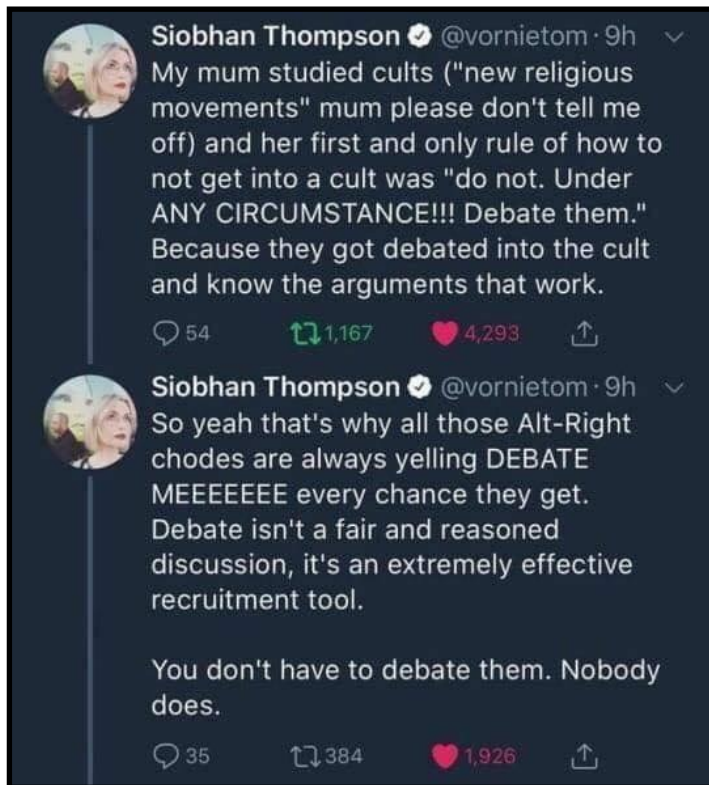 Siobhan Thompson @vornietom · 9h
My mum studied cults ("new religious
movements" mum please don't tell me
off) and her first and only rule of how to
not get into a cult was "do not. Under
ANY CIRCUMSTANCE!!! Debate them."
Because they got debated into the cult
and know the arguments that work.
54 1,167 4,293
Siobhan Thompson @vornietom · 9h
So yeah that's why all those Alt-Right
chodes are always yelling DEBATE
MEEEEEEE every chance they get.
Debate isn't a fair and reasoned
discussion, it's an extremely effective
recruitment tool.
You don't have to debate them. Nobody
does.
35 384 1,926